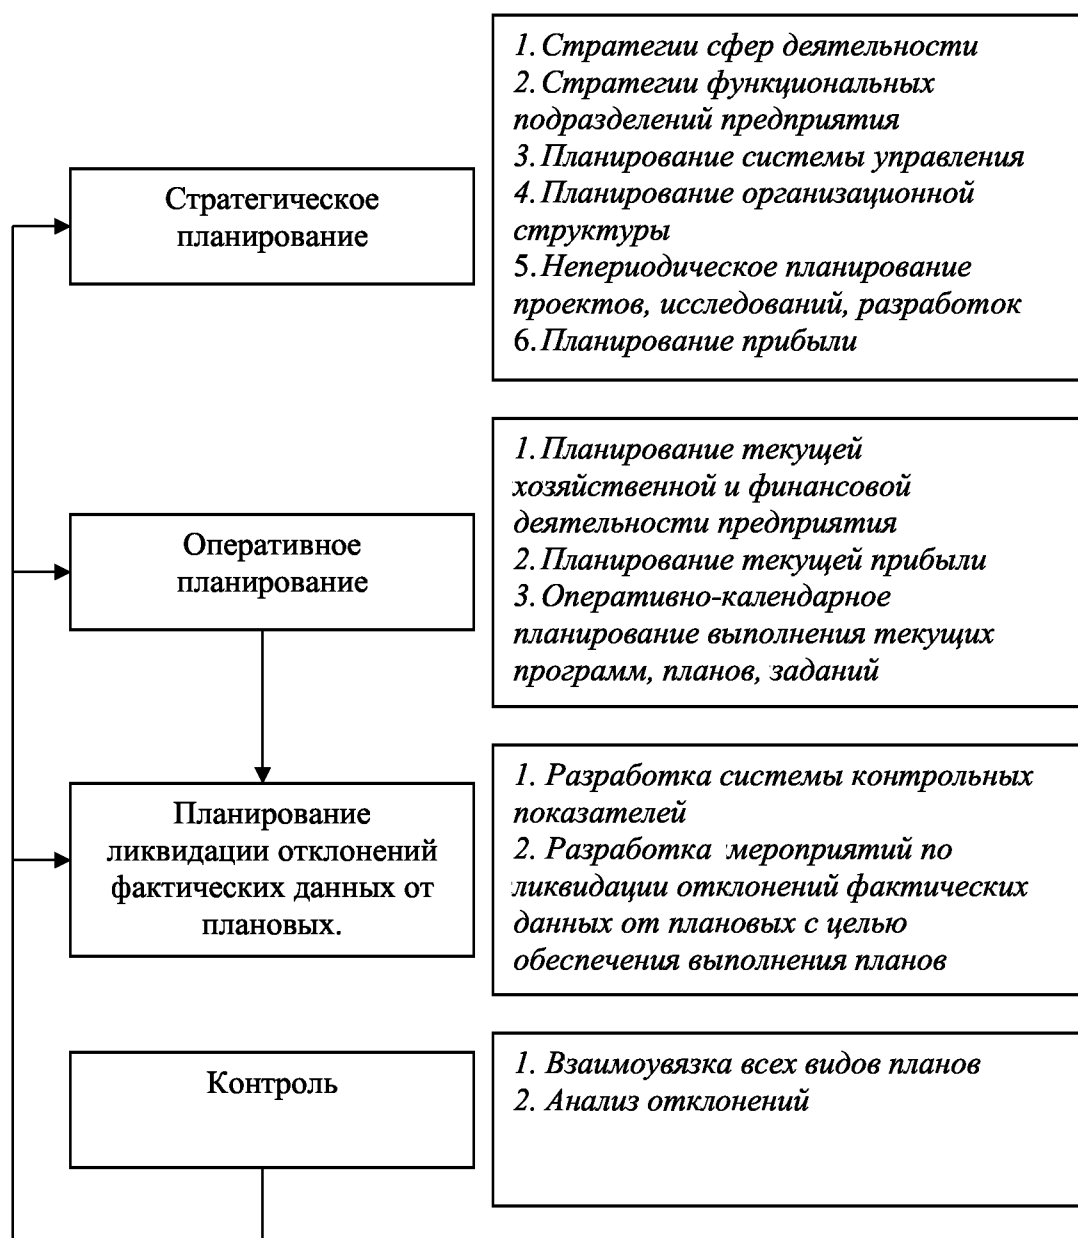 1. Стратегии сфер деятельности
2. Стратегии функциональных
подразделений предприятия
3. Планирование системы управления
4. Планирование организационной
структуры
5. Непериодическое планирование
проектов, исследований, разработок
6. Планирование прибыли
Стратегическое
планирование
1. Планирование текущей
хозяйственной и финансовой
деятельности предприятия
2. Планирование текущей прибыли
3. Оперативно-календарное
планирование выполнения текущих
программ, планов, заданий
Оперативное
планирование
1. Разработка системы контрольных
показателей
2. Разработка мероприятий по
ликвидации отклонений фактических
данных от плановых с целью
обеспечения выполнения планов
Планирование
ликвидации отклонений
фактических данных от
плановых.
1. Взаимоувязка всех видов планов
2. Анализ отклонений
Контроль